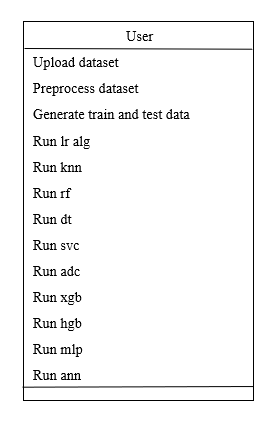 User
Upload dataset
Preprocess dataset
Generate train and test data
Run lr alg
Run knn
Run rf
Run dt
Run svc
Run adc
Run xgb
Run hgb
Run mlp
Run ann